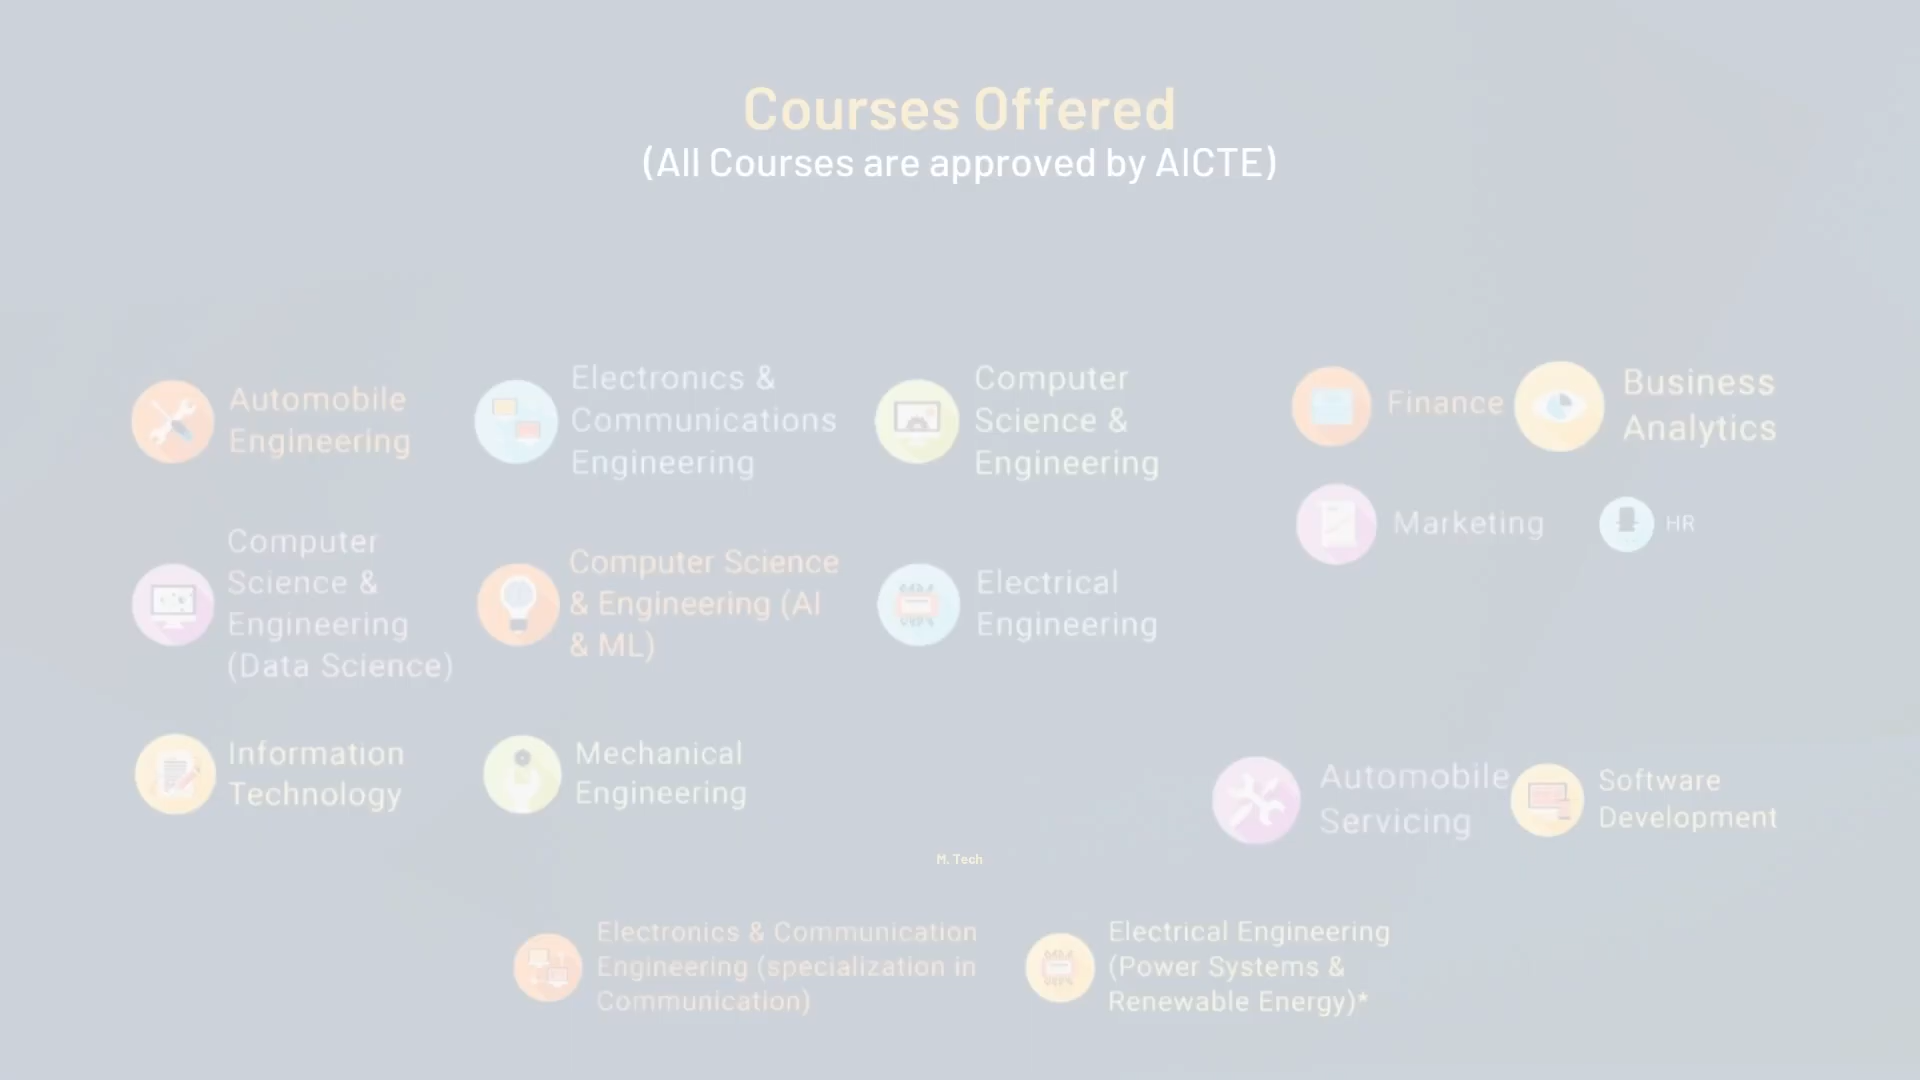 Courses Offered
(All Courses are approved by AICTE)
Automobile
Engineering
Electronics &
Communications
Engineering
Computer
Science &
Engineering
Computer
Science &
Engineering
(Data Science)
Computer Science
& Engineering (AI
& ML)
Electrical
Engineering
Information
Technology
Mechanical
Engineering
Finance
Business
Analytics
Marketing
HR
Automobile
Servicing
Software
Development
M. Tech
Electronics & Communication
Engineering (specialization in
Communication)
Electrical Engineering
(Power Systems &
Renewable Energy)*